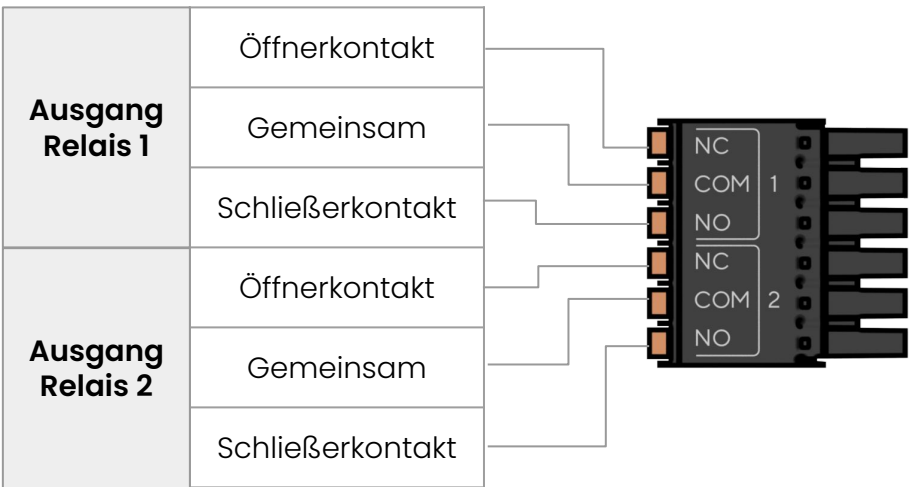 Ausgang
Relais 1
Öffnerkontakt
Gemeinsam
Schließerkontakt
Ausgang
Relais 2
Öffnerkontakt
Gemeinsam
Schließerkontakt
NC
COM 1
NO
NC
COM 2
NO